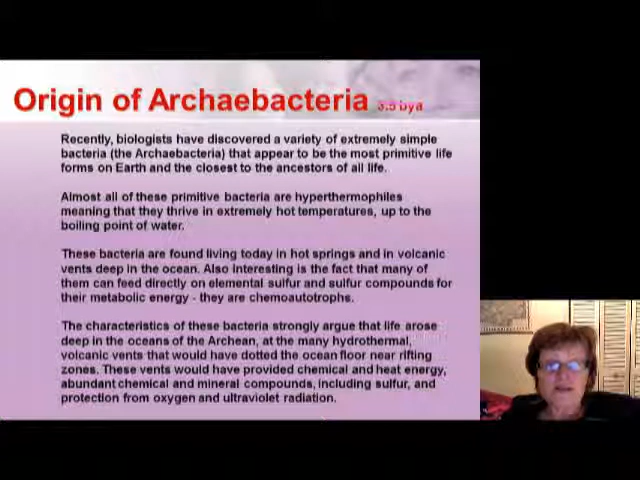 Origin of Archaebacteria 3.5 bya
Recently, biologists have discovered a variety of extremely simple
bacteria (the Archaebacteria) that appear to be the most primitive life
forms on Earth and the closest to the ancestors of all life.
Almost all of these primitive bacteria are hyperthermophiles
meaning that they thrive in extremely hot temperatures, up to the
boiling point of water.
These bacteria are found living today in hot springs and in volcanic
vents deep in the ocean. Also interesting is the fact that many of
them can feed directly on elemental sulfur and sulfur compounds for
their metabolic energy - they are chemoautotrophs.
The characteristics of these bacteria strongly argue that life arose
deep in the oceans of the Archean, at the many hydrothermal,
volcanic vents that would have dotted the ocean floor near rifting
zones. These vents would have provided chemical and heat energy,
abundant chemical and mineral compounds, including sulfur, and
protection from oxygen and ultraviolet radiation.